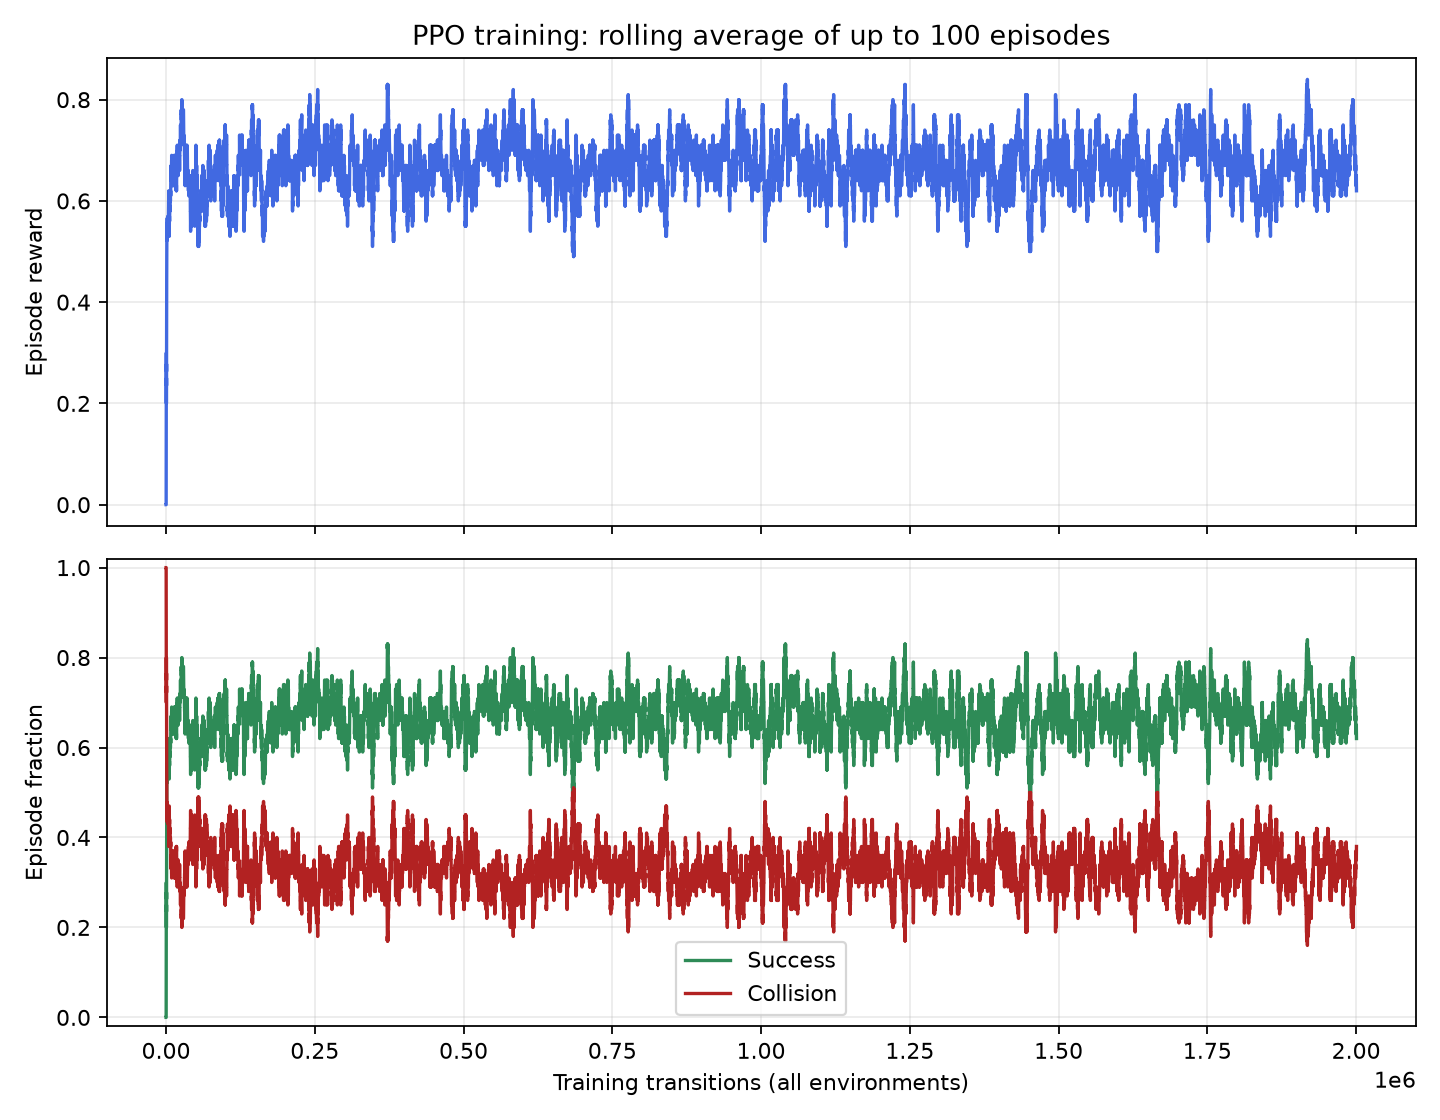 PPO training: rolling average of up to 100 episodes
Episode reward
0.8
0.6
0.4
0.2
0.0
Episode fraction
1.0
0.8
0.6
0.4
0.2
0.0
Success
Collision
0.00 0.25 0.50 0.75 1.00 1.25 1.50 1.75 2.00
1e6
Training transitions (all environments)